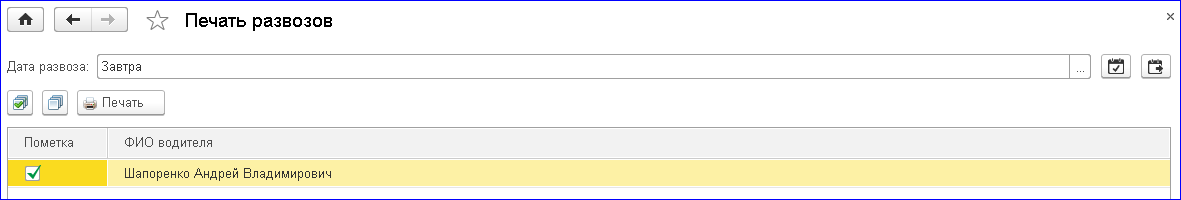 Печать развозов
Дата развоза: Завтра ...
Печать
Пометка ФИО водителя
Шапоренко Андрей Владимирович